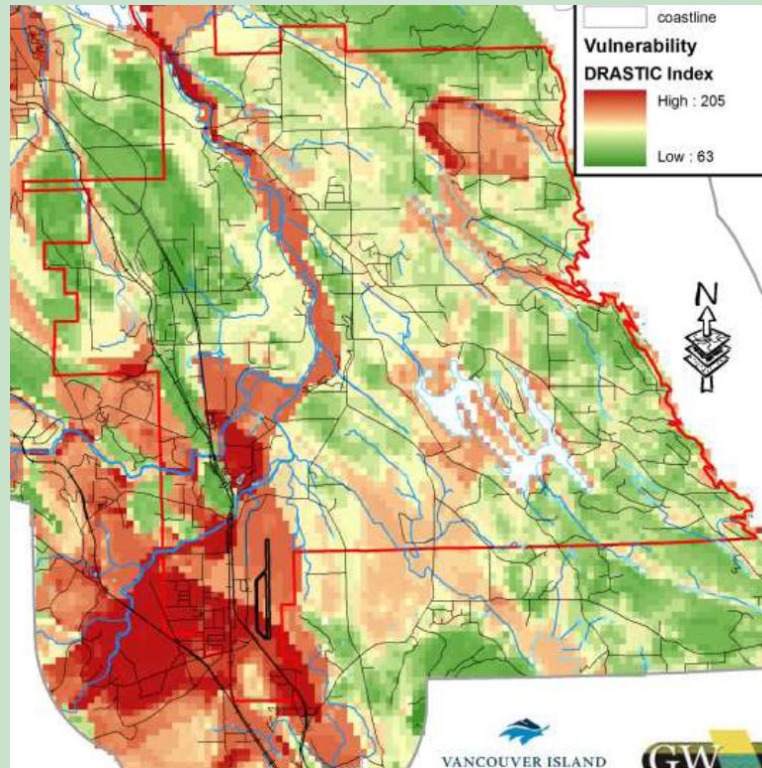 coastline
Vulnerability
DRASTIC Index
High : 205
Low : 63
N
VANCOUVER ISLAND
GW